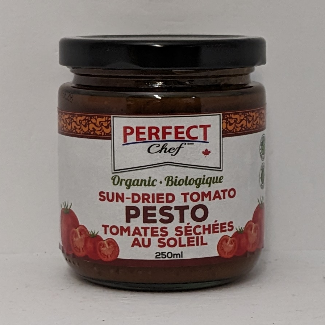 PERFECT
Chef
Organic • Biologique
SUN-DRIED TOMATO
PESTO
TOMATES SÉCHÉES
AU SOLEIL
250ml